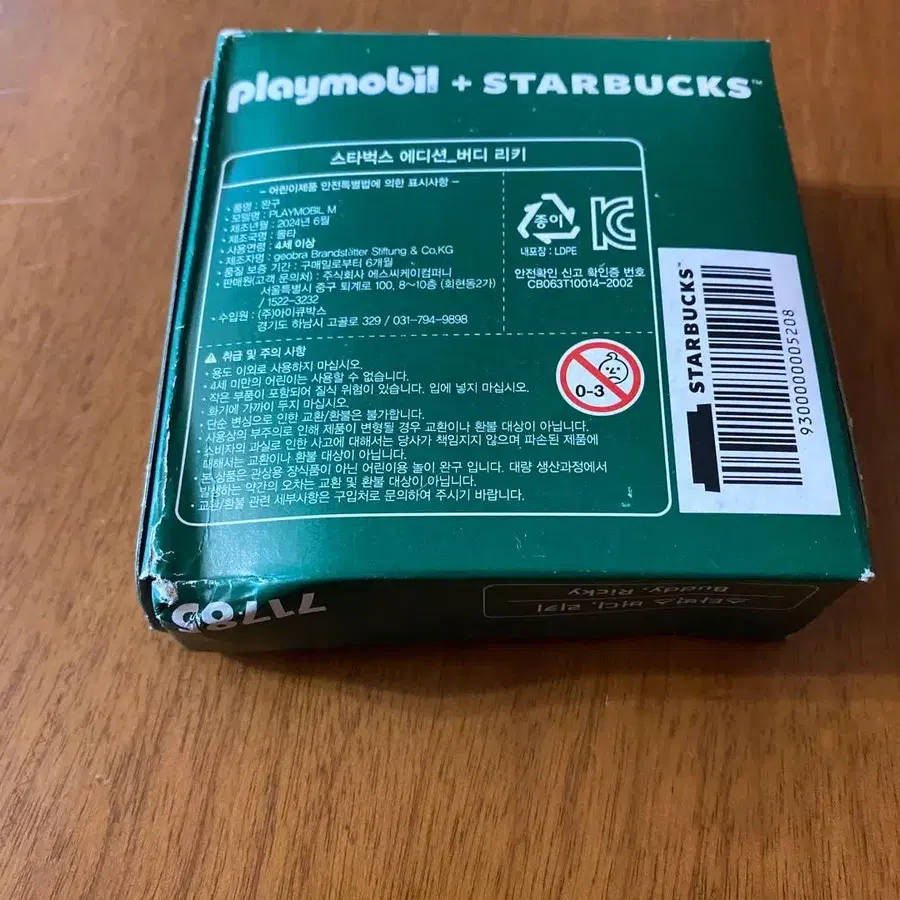 playmobil + STARBUCKS™
스타벅스 에디션_버디 리키
- 어린이제품 안전특별법에 의한 표시사항 -
· 품명 : 완구
· 모델명 : PLAYMOBIL M
· 제조년월 : 2024년 6월
· 제조국명 : 몰타
· 사용연령 : 4세 이상
· 제조자명 : geobra Brandstätter Stiftung & Co.KG
· 품질 보증 기간 : 구매일로부터 6개월
· 판매원(고객 문의처) : 주식회사 에스씨케이컴퍼니
서울특별시 중구 퇴계로 100, 8~10층 (회현동2가)
/ 1522-3232
· 수입원 : (주)아이큐박스
경기도 하남시 고골로 329 / 031-794-9898
종이
내포장 : LDPE
안전확인 신고 확인증 번호
CB063T10014-2002
⚠ 취급 및 주의 사항
· 용도 이외로 사용하지 마십시오.
· 4세 미만의 어린이는 사용할 수 없습니다.
· 작은 부품이 포함되어 질식 위험이 있습니다. 입에 넣지 마십시오.
· 화기에 가까이 두지 마십시오.
· 단순 변심으로 인한 교환/환불은 불가합니다.
· 사용상의 부주의로 인해 제품이 변형될 경우 교환이나 환불 대상이 아닙니다.
· 소비자의 과실로 인한 사고에 대해서는 당사가 책임지지 않으며 파손된 제품에
대해서는 교환이나 환불 대상이 아닙니다.
· 본 상품은 관상용 장식품이 아닌 어린이용 놀이 완구 입니다. 대량 생산과정에서
발생하는 약간의 오차는 교환 및 환불 대상이 아닙니다.
· 교환/환불 관련 세부사항은 구입처로 문의하여 주시기 바랍니다.
0-3
STARBUCKS
9300000005208
71785
스타벅스 버디, 리키
Buddy, Ricky